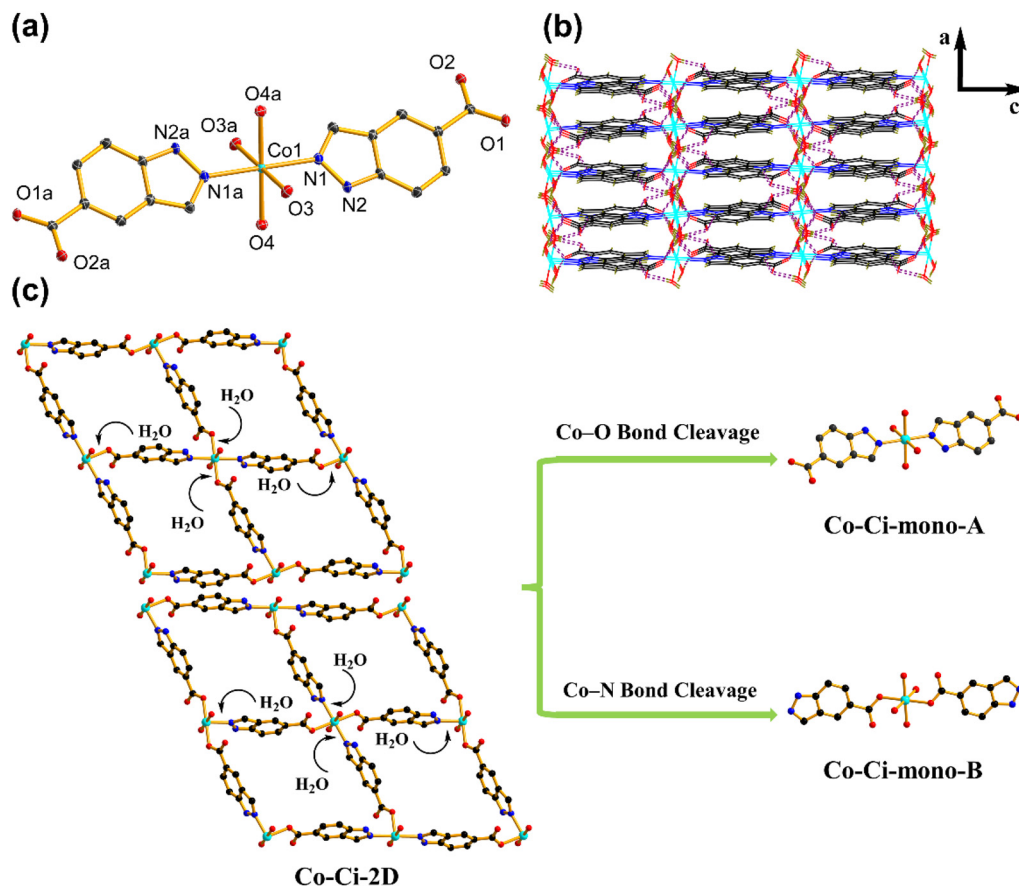 (a)
(b)
a
c
O4a
O3a
Co1
N2a
N1a
N1
N2
O3
O4
O2
O1
O1a
O2a
(c)
H2O
H2O
H2O
H2O
H2O
H2O
H2O
H2O
Co–O Bond Cleavage
Co-Ci-mono-A
Co–N Bond Cleavage
Co-Ci-mono-B
Co-Ci-2D